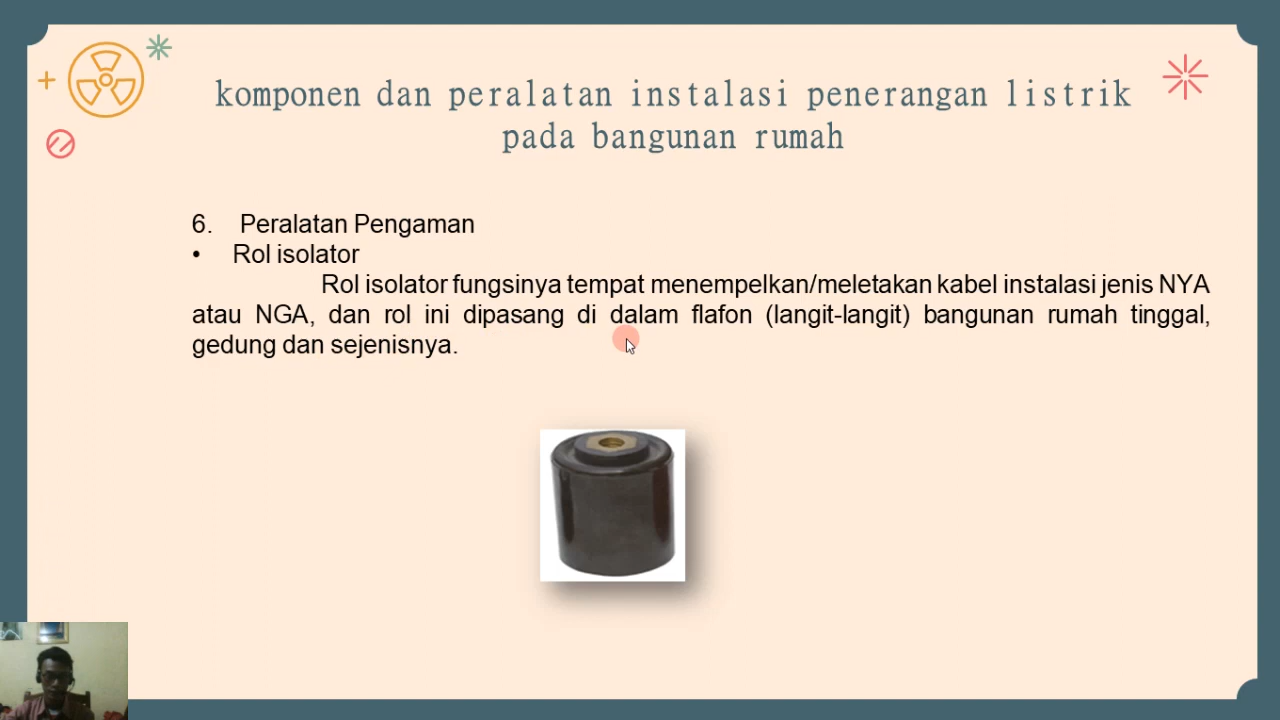 komponen dan peralatan instalasi penerangan listrik
pada bangunan rumah
6. Peralatan Pengaman
• Rol isolator
Rol isolator fungsinya tempat menempelkan/meletakan kabel instalasi jenis NYA
atau NGA, dan rol ini dipasang di dalam flafon (langit-langit) bangunan rumah tinggal,
gedung dan sejenisnya.